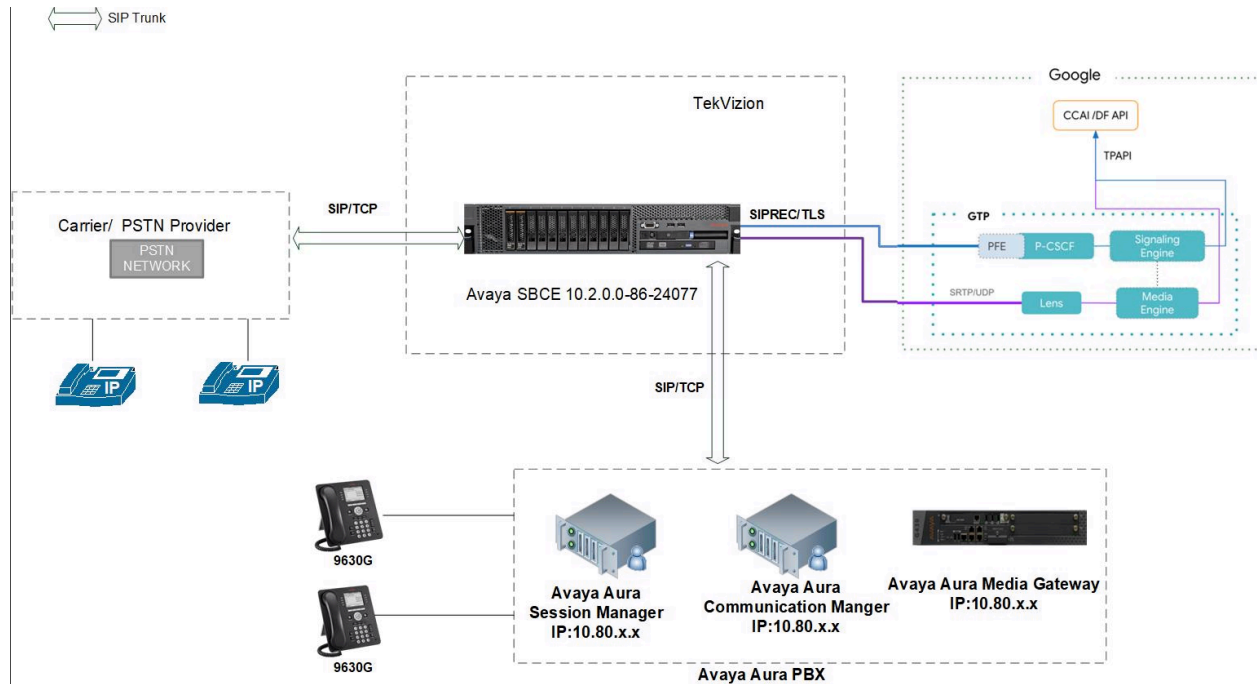 SIP Trunk
Google
TekVizion
CCAI /DF API
TPAPI
Carrier/ PSTN Provider
PSTN
NETWORK
SIP/TCP
SIPREC/TLS
GTP
PFE
P-CSCF
Signaling
Engine
Avaya SBCE 10.2.0.0-86-24077
SRTP/UDP
Lens
Media
Engine
IP
IP
SIP/TCP
9630G
9630G
Avaya Aura
Session Manager
IP:10.80.x.x
Avaya Aura
Communication Manger
IP:10.80.x.x
Avaya Aura Media Gateway
IP:10.80.x.x
Avaya Aura PBX